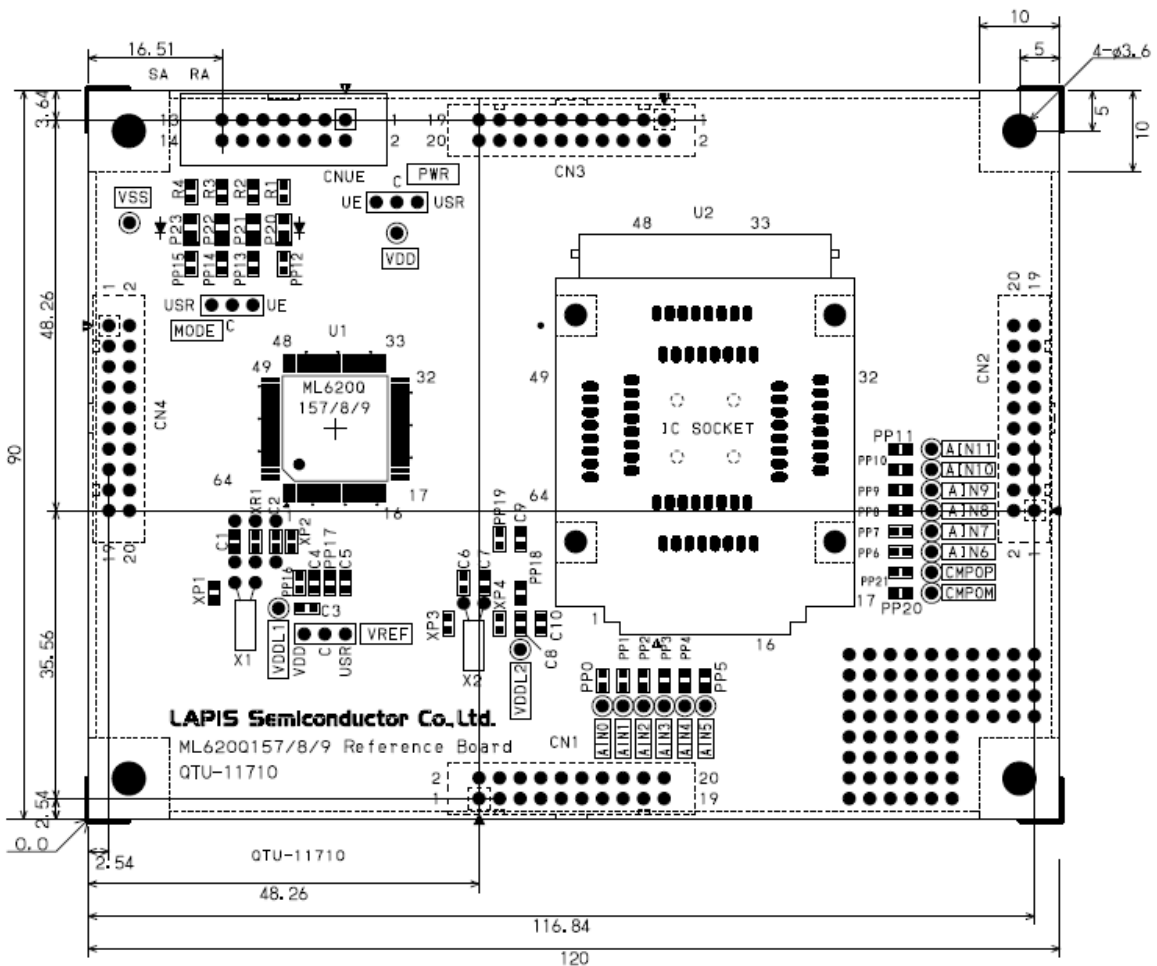 16.51
SA RA
10
5
4-ø3.6
3.64
5
10
13
14
1
2
19
20
1
2
CNUE
CN3
PWR
C
UE
USR
VDD
VSS
R4
R3
R2
R1
P23
P22
P21
P20
PP15
PP14
PP13
PP12
U2
48
33
1
2
20
19
USR
UE
MODE
C
48.26
U1
48
33
49
32
ML620Q
157/8/9
CN4
CN2
49
32
IC SOCKET
90
64
17
1
16
64
PP11
AIN11
PP10
AIN10
PP9
AIN9
PP8
AIN8
PP7
AIN7
PP6
AIN6
PP21
CMPOP
PP20
CMPOM
17
19
20
2
1
XR1
C2
C1
XP2
PP17
C4
C5
PP16
XP1
C3
X1
VDDL1
VDD
C
USR
VREF
PP19
C9
C6
C7
PP18
XP4
XP3
C10
C8
X2
VDDL2
1
16
35.56
PP0
PP1
PP2
PP3
PP4
PP5
AIN0
AIN1
AIN2
AIN3
AIN4
AIN5
LAPIS Semiconductor Co.,Ltd.
ML620Q157/8/9 Reference Board
QTU-11710
CN1
2
1
20
19
2.54
0.0
2.54
QTU-11710
48.26
116.84
120